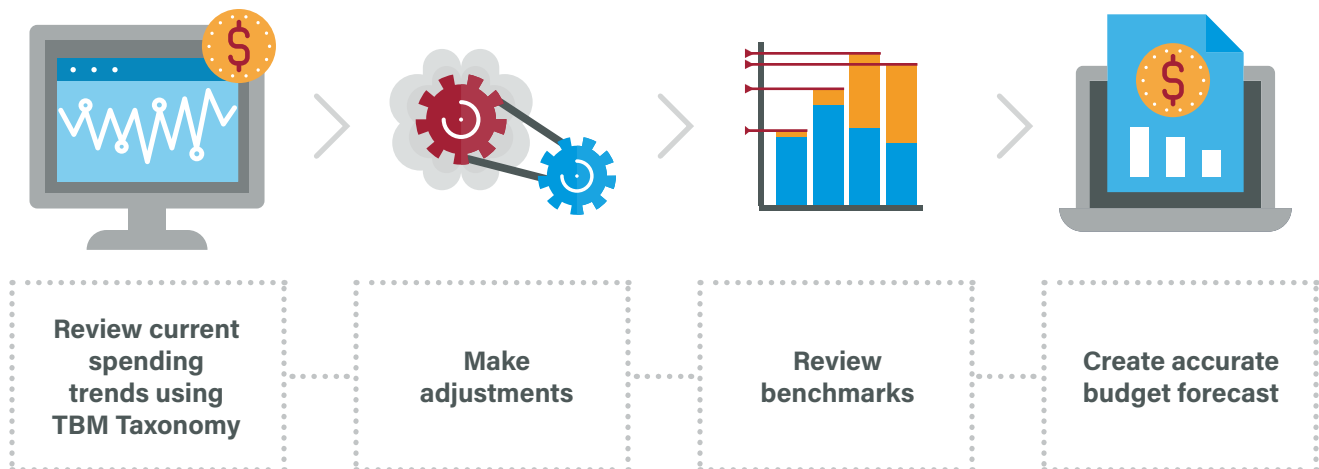 $
$
Review current
spending
trends using
TBM Taxonomy
Make
adjustments
Review
benchmarks
Create accurate
budget forecast